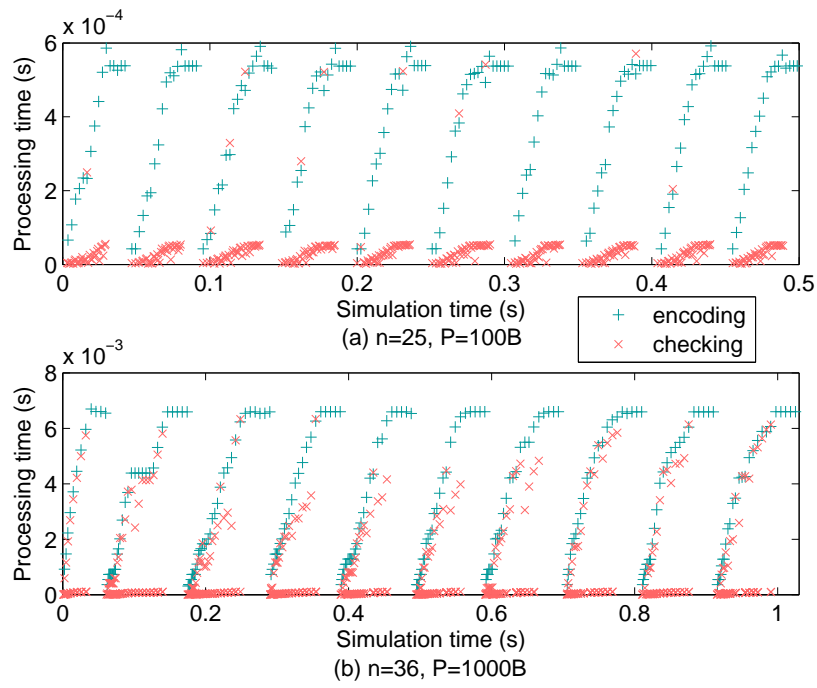 x 10⁻⁴
6
4
2
0
Processing time (s)
0 0.1 0.2 0.3 0.4 0.5
Simulation time (s)
(a) n=25, P=100B
encoding
checking
x 10⁻³
8
6
4
2
0
Processing time (s)
0 0.2 0.4 0.6 0.8 1
Simulation time (s)
(b) n=36, P=1000B